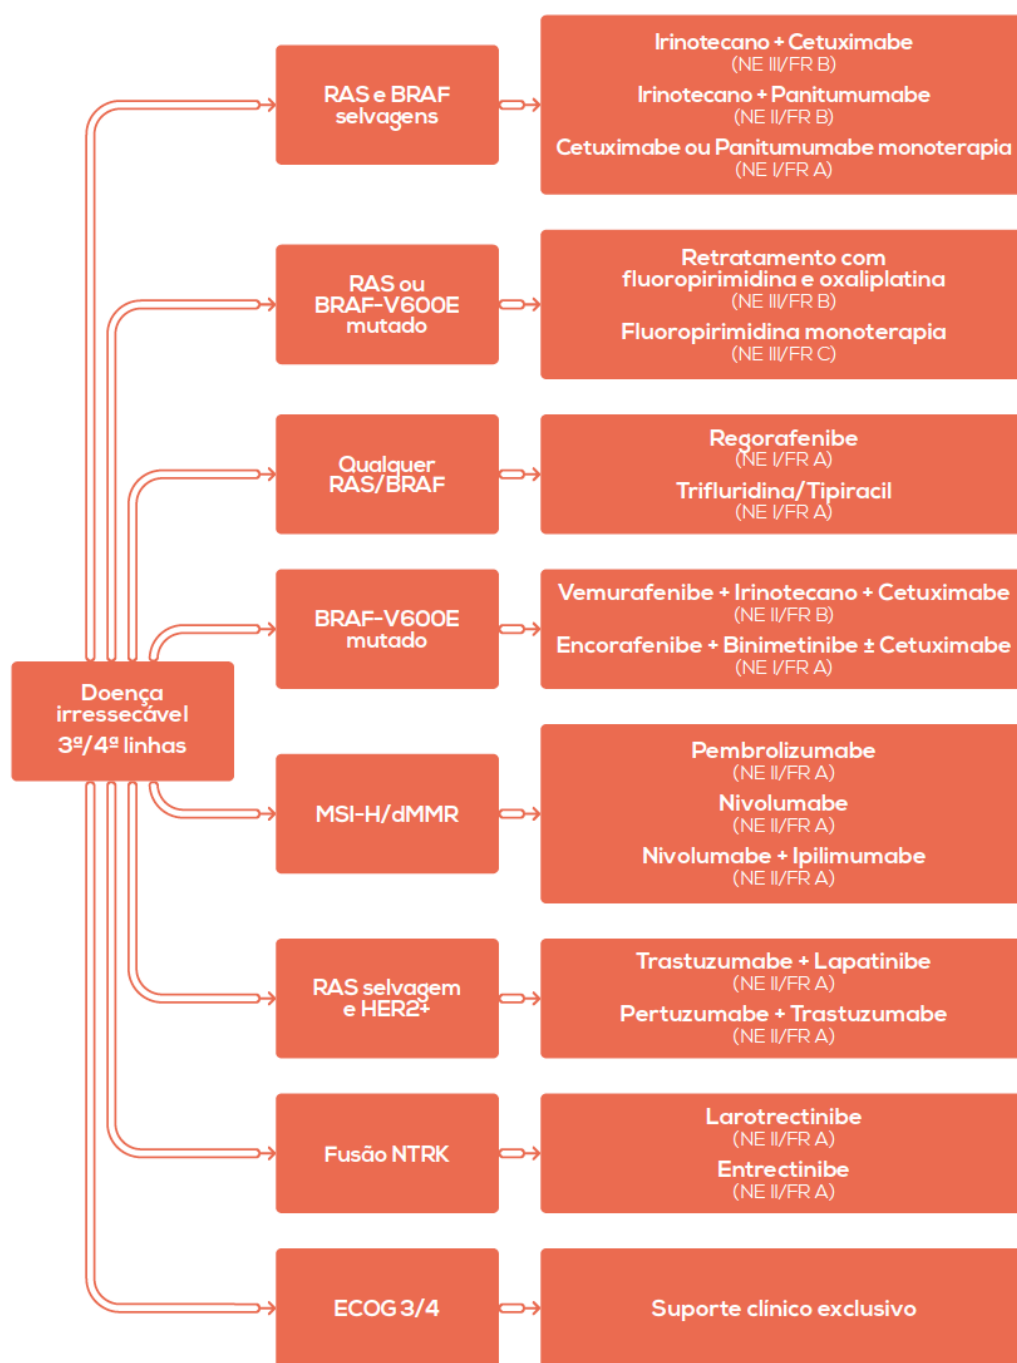 RAS e BRAF
selvagens
Irinotecano + Cetuximabe
(NE III/FR B)
Irinotecano + Panitumumabe
(NE II/FR B)
Cetuximabe ou Panitumumabe monoterapia
(NE I/FR A)
RAS ou
BRAF-V600E
mutado
Retratamento com
fluoropirimidina e oxaliplatina
(NE III/FR B)
Fluoropirimidina monoterapia
(NE III/FR C)
Qualquer
RAS/BRAF
Regorafenibe
(NE I/FR A)
Trifluridina/Tipiracil
(NE I/FR A)
BRAF-V600E
mutado
Vemurafenibe + Irinotecano + Cetuximabe
(NE II/FR B)
Encorafenibe + Binimetinibe ± Cetuximabe
(NE I/FR A)
Doença
irressecável
3ª/4ª linhas
MSI-H/dMMR
Pembrolizumabe
(NE II/FR A)
Nivolumabe
(NE II/FR A)
Nivolumabe + Ipilimumabe
(NE II/FR A)
RAS selvagem
e HER2+
Trastuzumabe + Lapatinibe
(NE II/FR A)
Pertuzumabe + Trastuzumabe
(NE II/FR A)
Fusão NTRK
Larotrectinibe
(NE II/FR A)
Entrectinibe
(NE II/FR A)
ECOG 3/4
Suporte clínico exclusivo